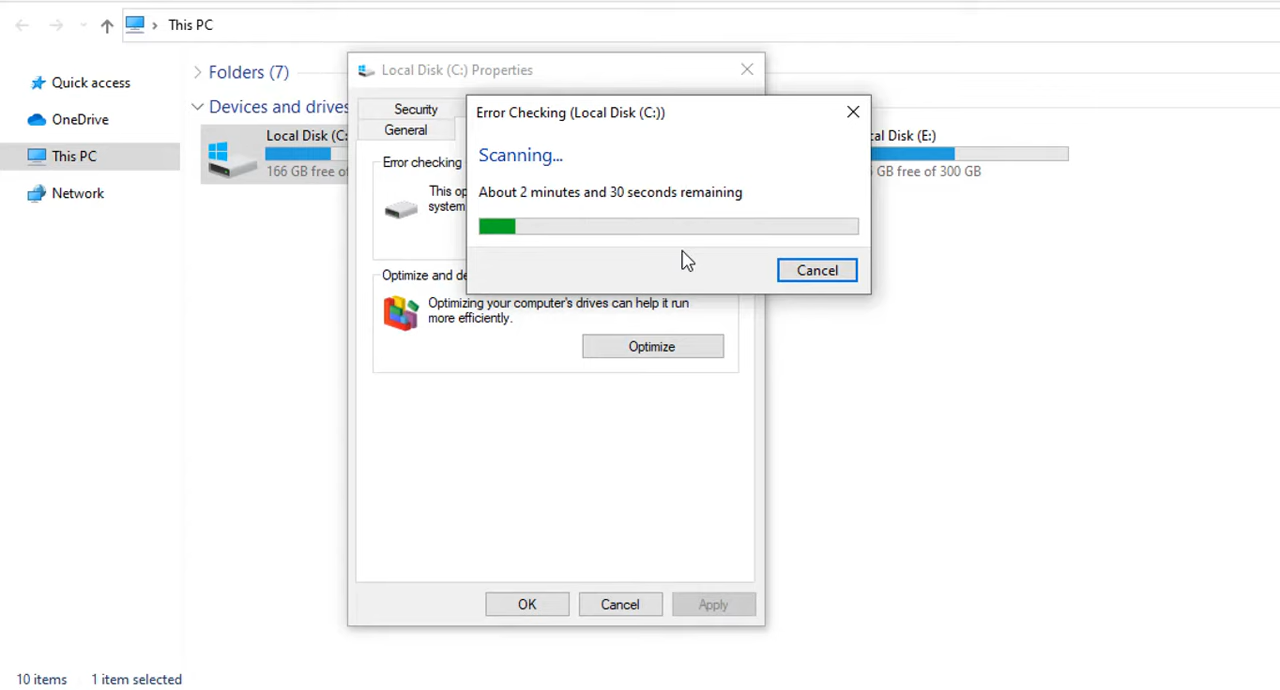 This PC
Quick access
OneDrive
This PC
Network
Folders (7)
Devices and drives
Local Disk (C:
166 GB free of
Disk (E:)
GB free of 300 GB
Local Disk (C:) Properties
Security
General
Error checking
This op
system
Optimize and de
Optimizing your computer's drives can help it run
more efficiently.
Optimize
OK
Cancel
Apply
Error Checking (Local Disk (C:))
Scanning...
About 2 minutes and 30 seconds remaining
Cancel
10 items
1 item selected